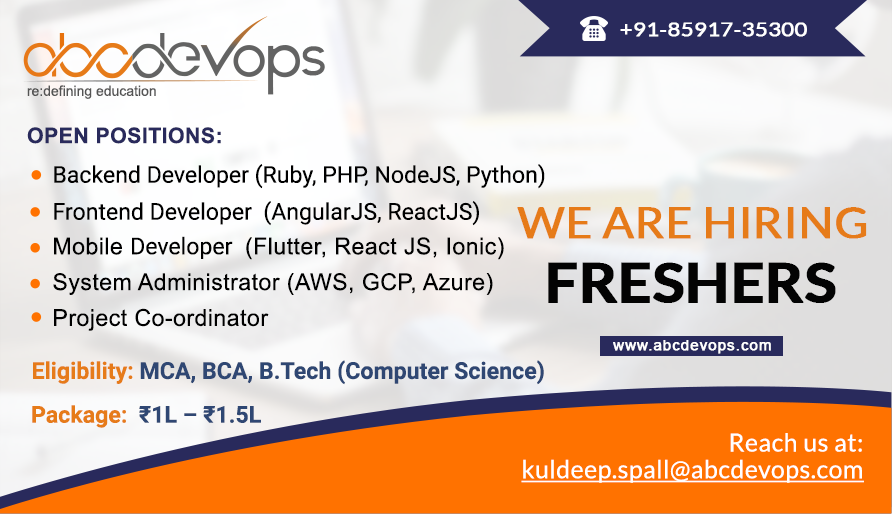 abcdevops
re:defining education
+91-85917-35300
OPEN POSITIONS:
Backend Developer (Ruby, PHP, NodeJS, Python)
Frontend Developer (AngularJS, ReactJS)
Mobile Developer (Flutter, React JS, Ionic)
System Administrator (AWS, GCP, Azure)
Project Co-ordinator
Eligibility: MCA, BCA, B.Tech (Computer Science)
Package: ₹1L – ₹1.5L
WE ARE HIRING
FRESHERS
www.abcdevops.com
Reach us at:
kuldeep.spall@abcdevops.com